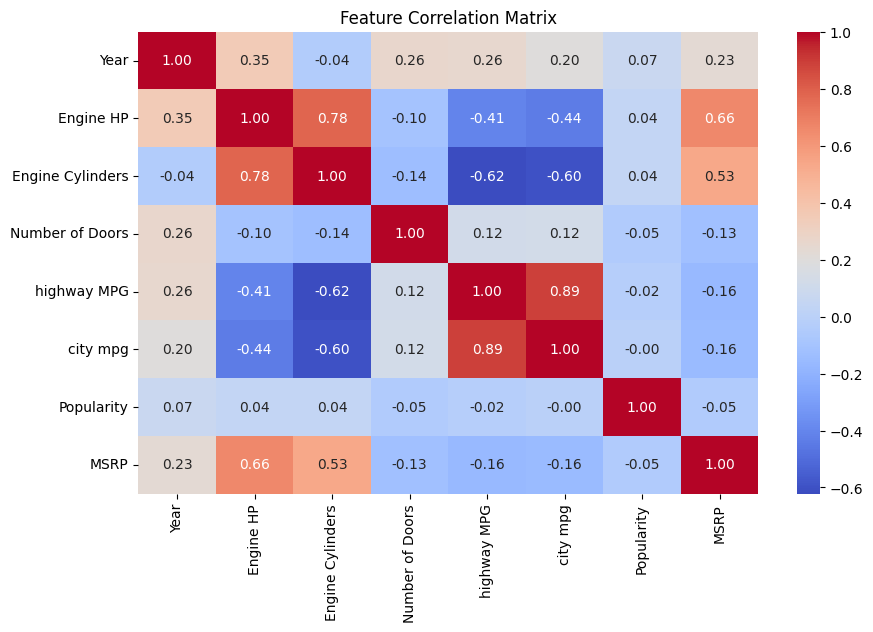 Feature Correlation Matrix
Year 1.00 0.35 -0.04 0.26 0.26 0.20 0.07 0.23
Engine HP 0.35 1.00 0.78 -0.10 -0.41 -0.44 0.04 0.66
Engine Cylinders -0.04 0.78 1.00 -0.14 -0.62 -0.60 0.04 0.53
Number of Doors 0.26 -0.10 -0.14 1.00 0.12 0.12 -0.05 -0.13
highway MPG 0.26 -0.41 -0.62 0.12 1.00 0.89 -0.02 -0.16
city mpg 0.20 -0.44 -0.60 0.12 0.89 1.00 -0.00 -0.16
Popularity 0.07 0.04 0.04 -0.05 -0.02 -0.00 1.00 -0.05
MSRP 0.23 0.66 0.53 -0.13 -0.16 -0.16 -0.05 1.00
Year
Engine HP
Engine Cylinders
Number of Doors
highway MPG
city mpg
Popularity
MSRP
1.0
0.8
0.6
0.4
0.2
0.0
−0.2
−0.4
−0.6